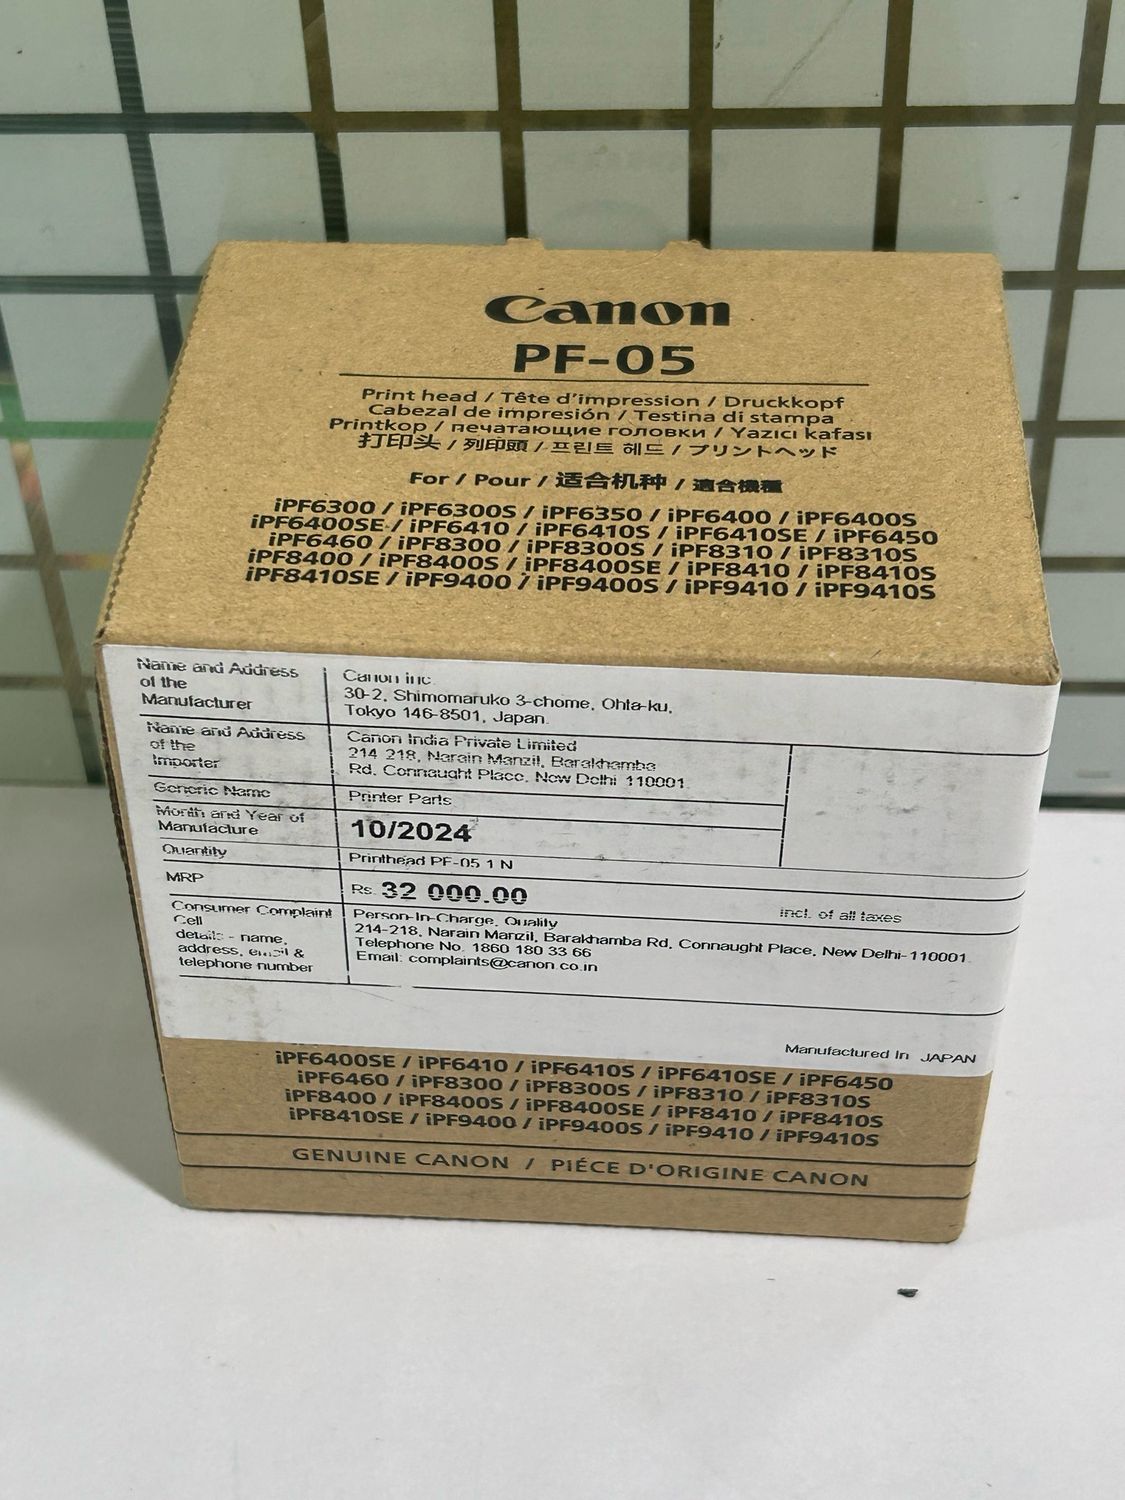 Canon
PF-05
Print head / Tête d'impression / Druckkopf
Cabezal de impresión / Testina di stampa
Printkop / печатающие головки / Yazıcı kafası
打印头 / 列印頭 / 프린트 헤드 / プリントヘッド
For / Pour / 适合机种 / 適合機種
iPF6300 / iPF6300S / iPF6350 / iPF6400 / iPF6400S
iPF6400SE / iPF6410 / iPF6410S / iPF6410SE / iPF6450
iPF6460 / iPF8300 / iPF8300S / iPF8310 / iPF8310S
iPF8400 / iPF8400S / iPF8400SE / iPF8410 / iPF8410S
iPF8410SE / iPF9400 / iPF9400S / iPF9410 / iPF9410S
Name and Address
of the
Manufacturer
Canon inc
30-2, Shimomaruko 3-chome, Ohta-ku,
Tokyo 146-8501, Japan.
Name and Address
of the
Importer
Canon India Private Limited
214-218, Narain Manzil, Barakhamba
Rd. Connaught Place, New Delhi 110001
Generic Name
Printer Parts
Month and Year of
Manufacture
10/2024
Quantity
Printhead PF-05 1 N
MRP
Rs. 32 000.00
incl. of all taxes
Consumer Complaint
Cell
details - name,
address, email &
telephone number
Person-In-Charge, Quality
214-218, Narain Manzil, Barakhamba Rd, Connaught Place, New Delhi-110001
Telephone No. 1860 180 33 66
Email: complaints@canon.co.in
Manufactured In JAPAN
iPF6400SE / iPF6410 / iPF6410S / iPF6410SE / iPF6450
iPF6460 / iPF8300 / iPF8300S / iPF8310 / iPF8310S
iPF8400 / iPF8400S / iPF8400SE / iPF8410 / iPF8410S
iPF8410SE / iPF9400 / iPF9400S / iPF9410 / iPF9410S
GENUINE CANON / PIÉCE D'ORIGINE CANON